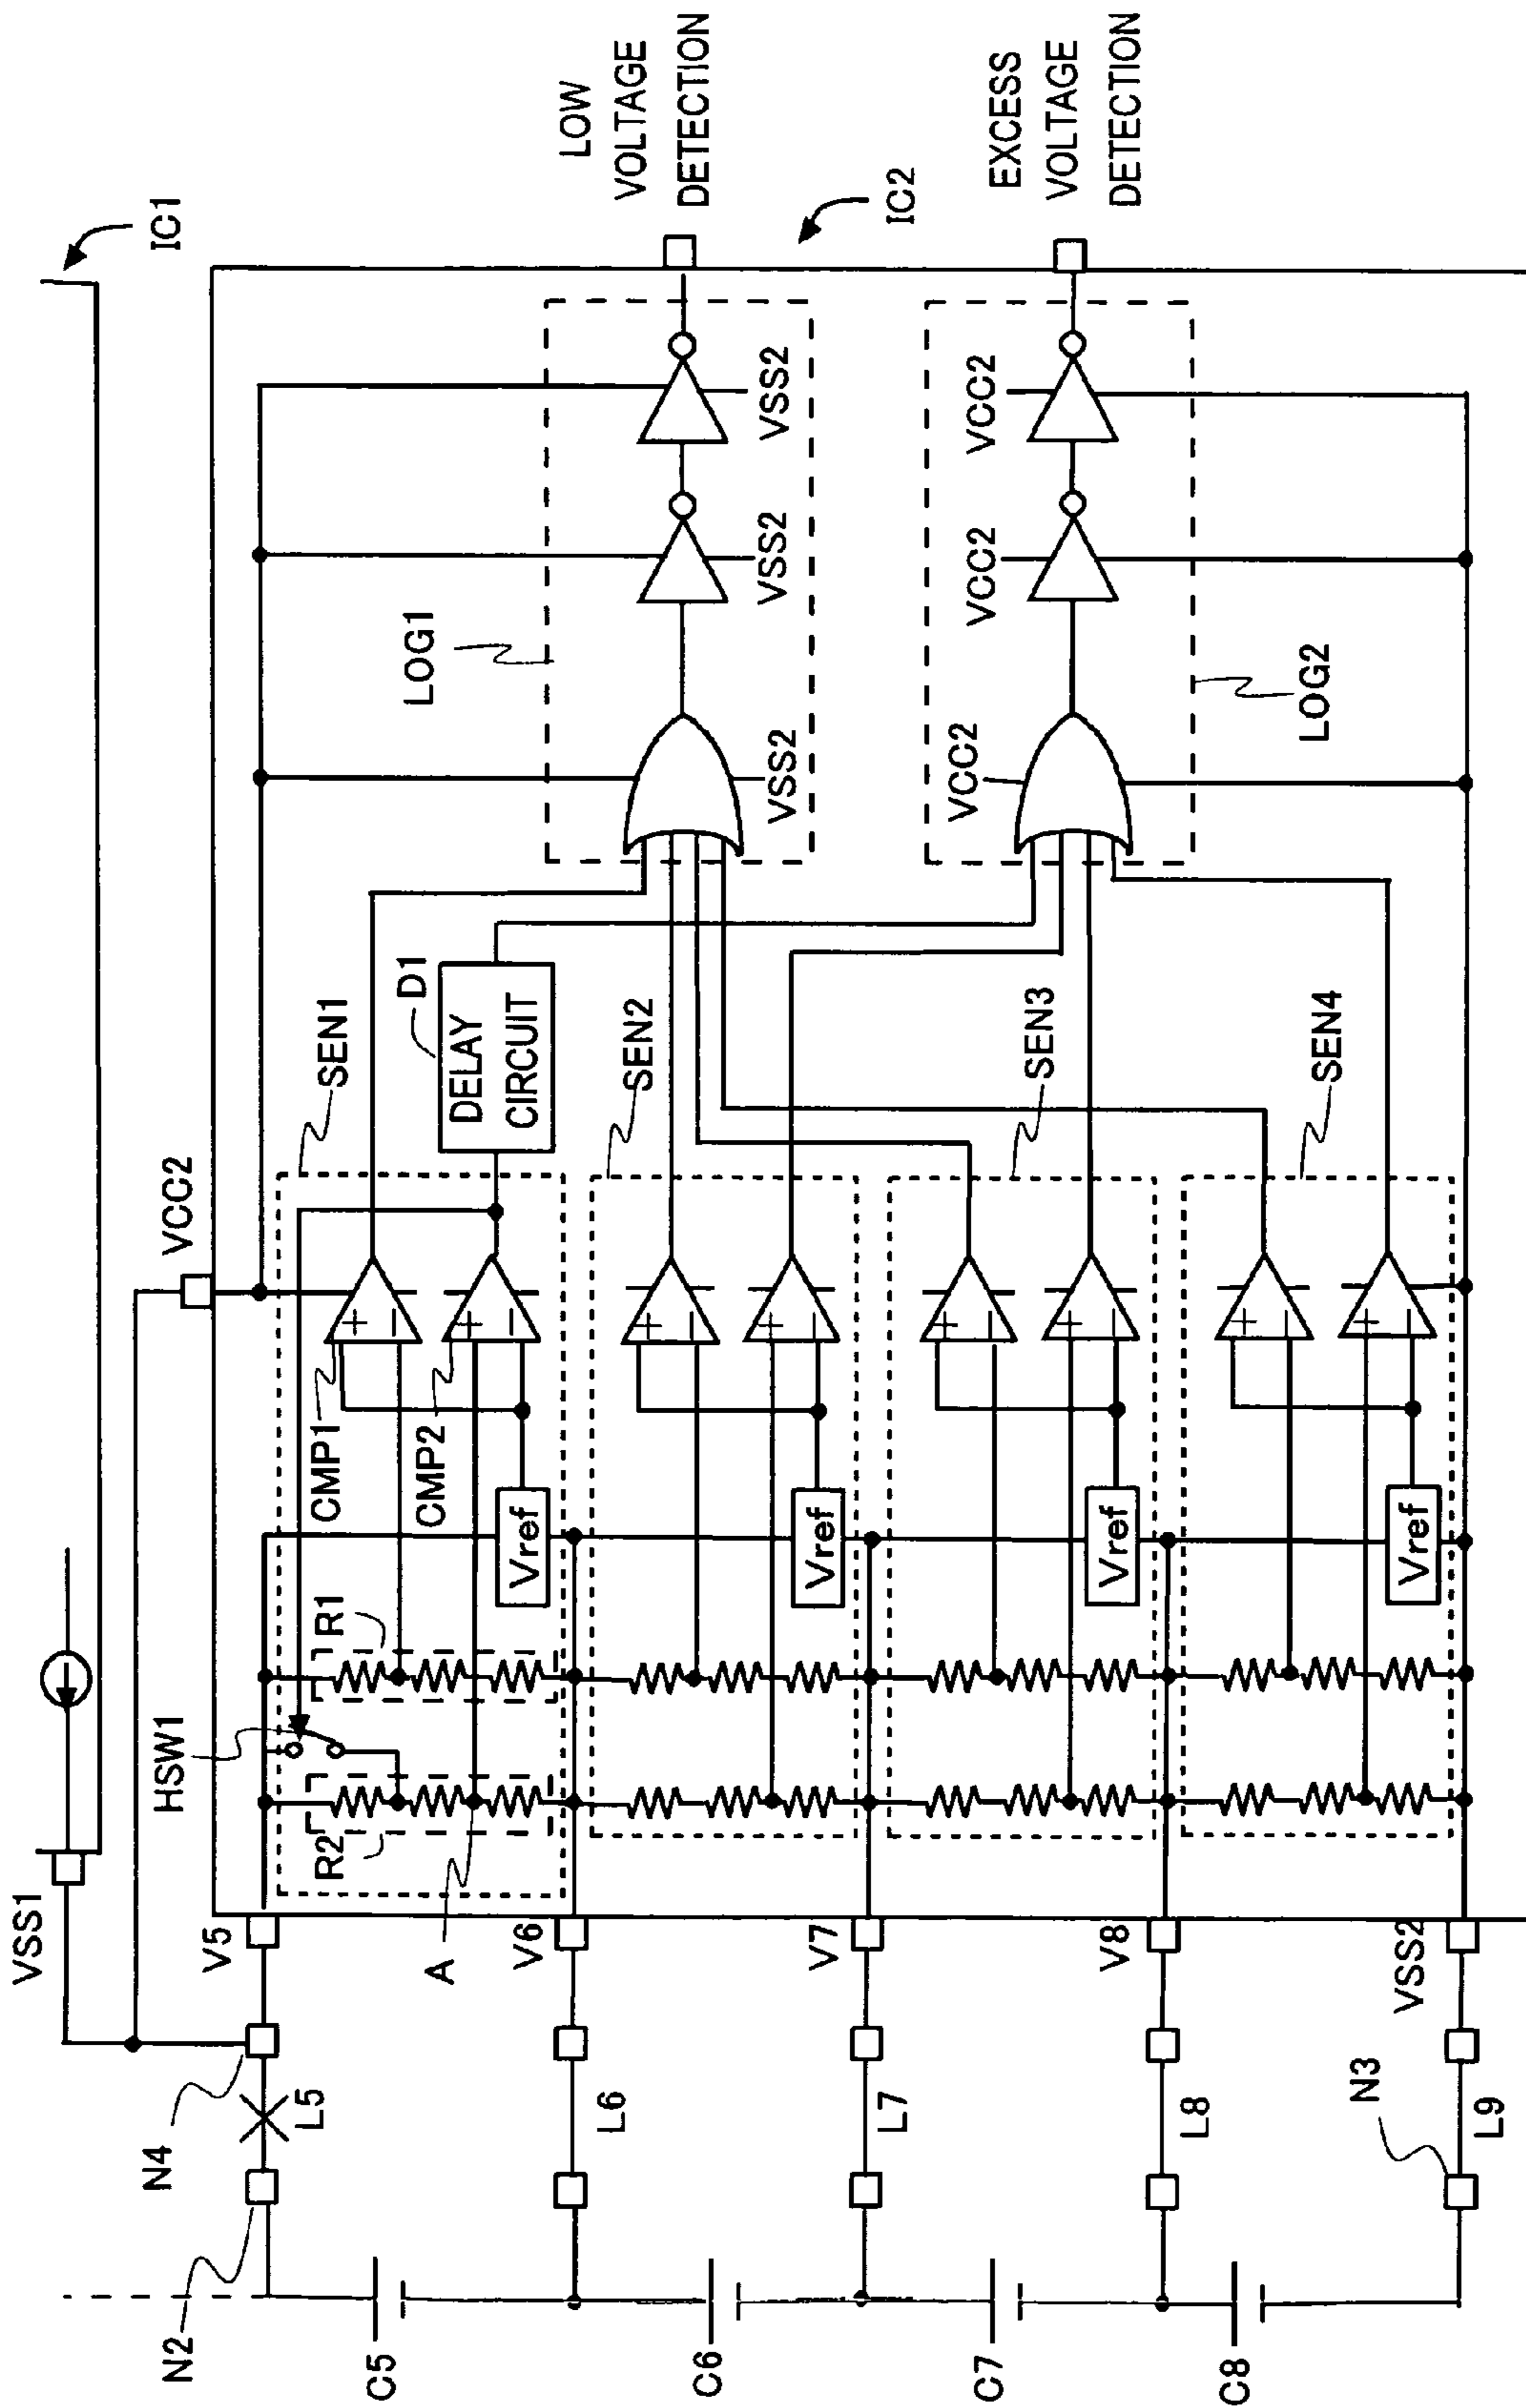 IC1
VSS1
VCC2
LOW
VOLTAGE
DETECTION
IC2
EXCESS
VOLTAGE
DETECTION
N4
N2
L5
V5
HSW1
R1
R2
A
CMP1
CMP2
Vref
SEN1
D1
DELAY
CIRCUIT
LOG1
VSS2
VSS2
VSS2
C5
L6
V6
Vref
SEN2
VCC2
VCC2
VCC2
LOG2
C6
L7
V7
Vref
SEN3
C7
L8
V8
Vref
SEN4
C8
N3
L9
VSS2
+
−
+
−
+
−
+
−
+
−
+
−
+
−
+
−